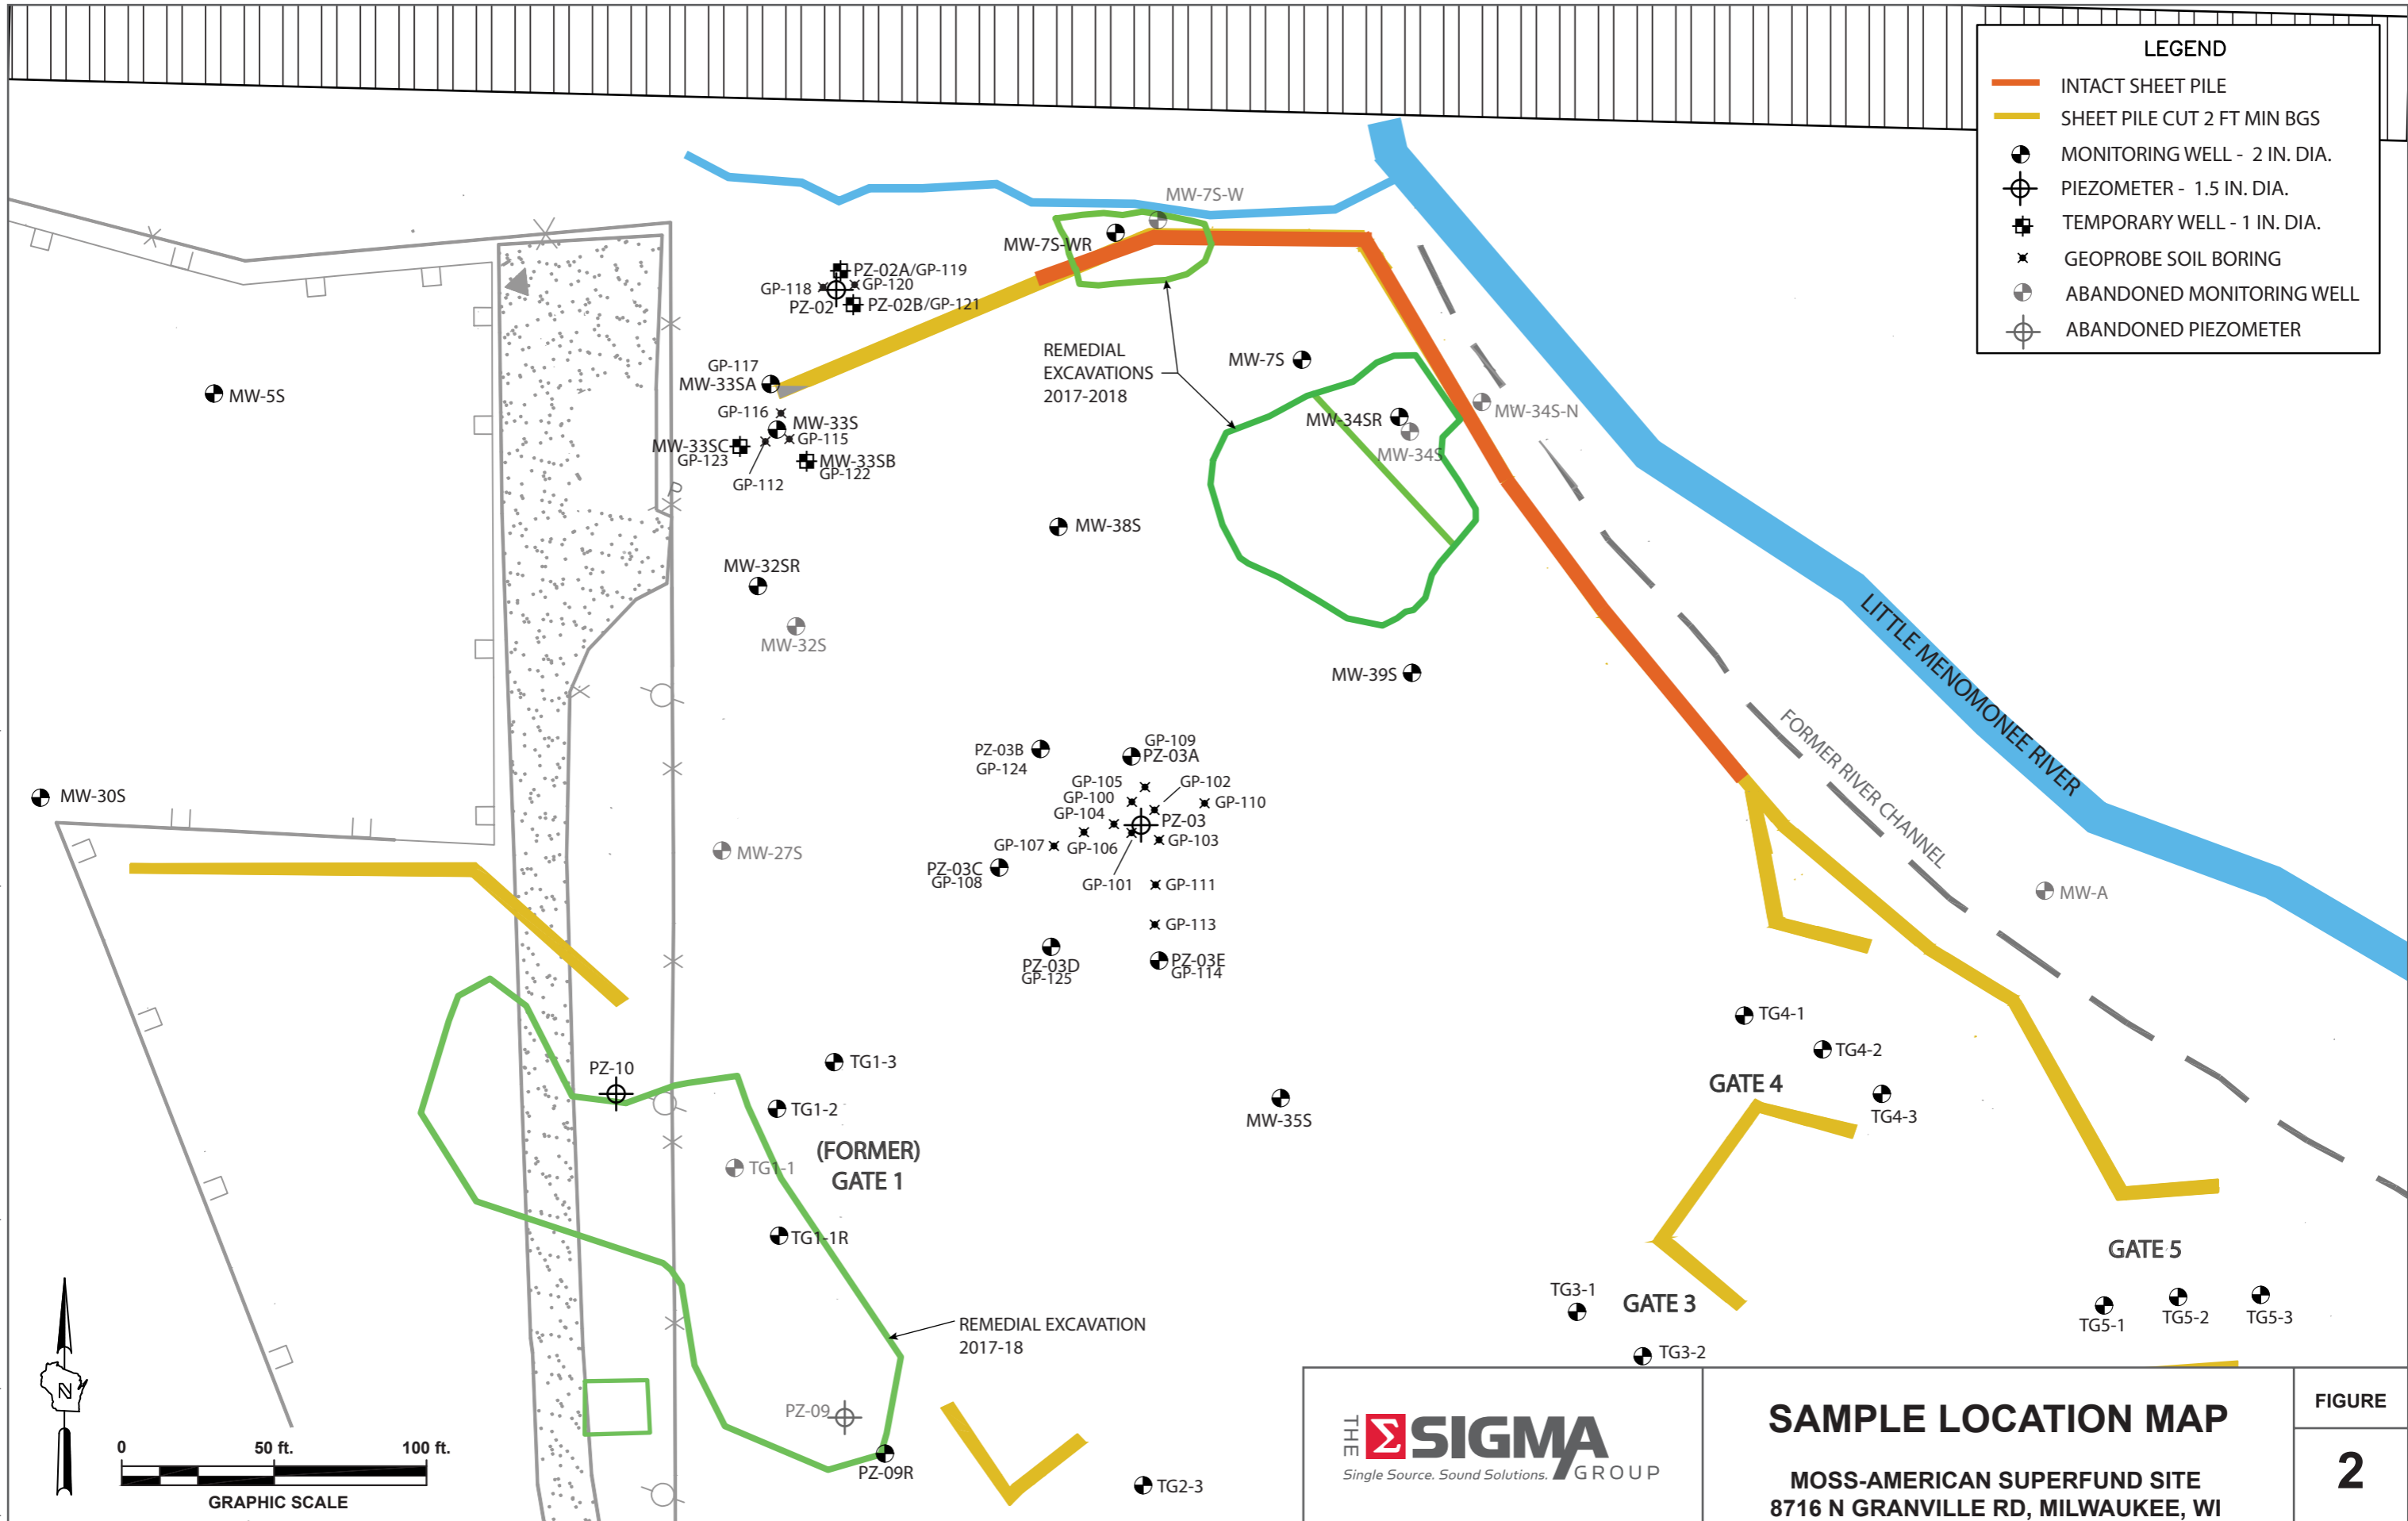 LEGEND
INTACT SHEET PILE
SHEET PILE CUT 2 FT MIN BGS
MONITORING WELL - 2 IN. DIA.
PIEZOMETER - 1.5 IN. DIA.
TEMPORARY WELL - 1 IN. DIA.
GEOPROBE SOIL BORING
ABANDONED MONITORING WELL
ABANDONED PIEZOMETER
MW-7S-W
MW-7S-WR
PZ-02A/GP-119
GP-118
GP-120
PZ-02
PZ-02B/GP-121
REMEDIAL
EXCAVATIONS
2017-2018
MW-7S
GP-117
MW-33SA
MW-5S
GP-116
MW-33S
GP-115
MW-33SC
GP-123
MW-33SB
GP-122
GP-112
MW-34SR
MW-34S-N
MW-34S
MW-38S
MW-32SR
MW-32S
MW-39S
LITTLE MENOMONEE RIVER
FORMER RIVER CHANNEL
PZ-03B
GP-124
GP-109
PZ-03A
GP-105
GP-102
GP-100
GP-110
GP-104
PZ-03
GP-103
GP-107
GP-106
GP-101
MW-30S
MW-27S
PZ-03C
GP-108
GP-111
MW-A
GP-113
PZ-03D
GP-125
PZ-03E
GP-114
TG4-1
TG4-2
GATE 4
TG4-3
PZ-10
TG1-3
TG1-2
MW-35S
(FORMER)
GATE 1
TG1-1
TG1-1R
GATE 5
TG3-1
GATE 3
TG5-1
TG5-2
TG5-3
TG3-2
REMEDIAL EXCAVATION
2017-18
PZ-09
PZ-09R
TG2-3
N
0
50 ft.
100 ft.
GRAPHIC SCALE
THE
Σ SIGMA
GROUP
Single Source. Sound Solutions.
SAMPLE LOCATION MAP
MOSS-AMERICAN SUPERFUND SITE
8716 N GRANVILLE RD, MILWAUKEE, WI
FIGURE
2